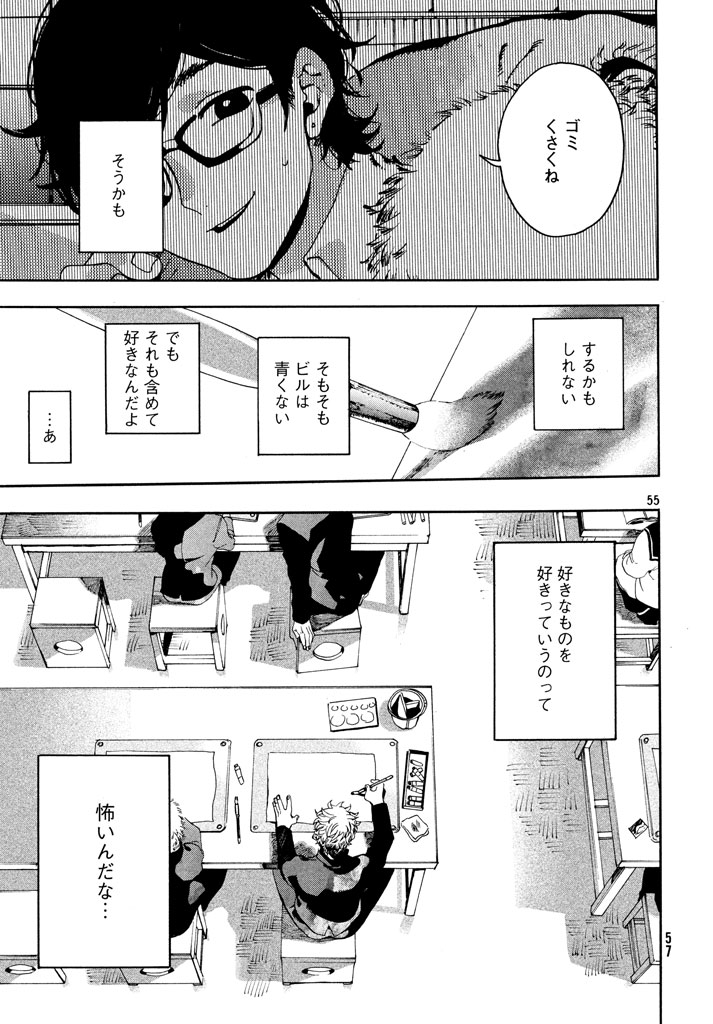 ゴミ
くさくね
そうかも
するかも
しれない
そもそも
ビルは
青くない
でも
それも含めて
好きなんだよ
…あ
55
好きなものを
好きっていうのって
怖いんだな…
57